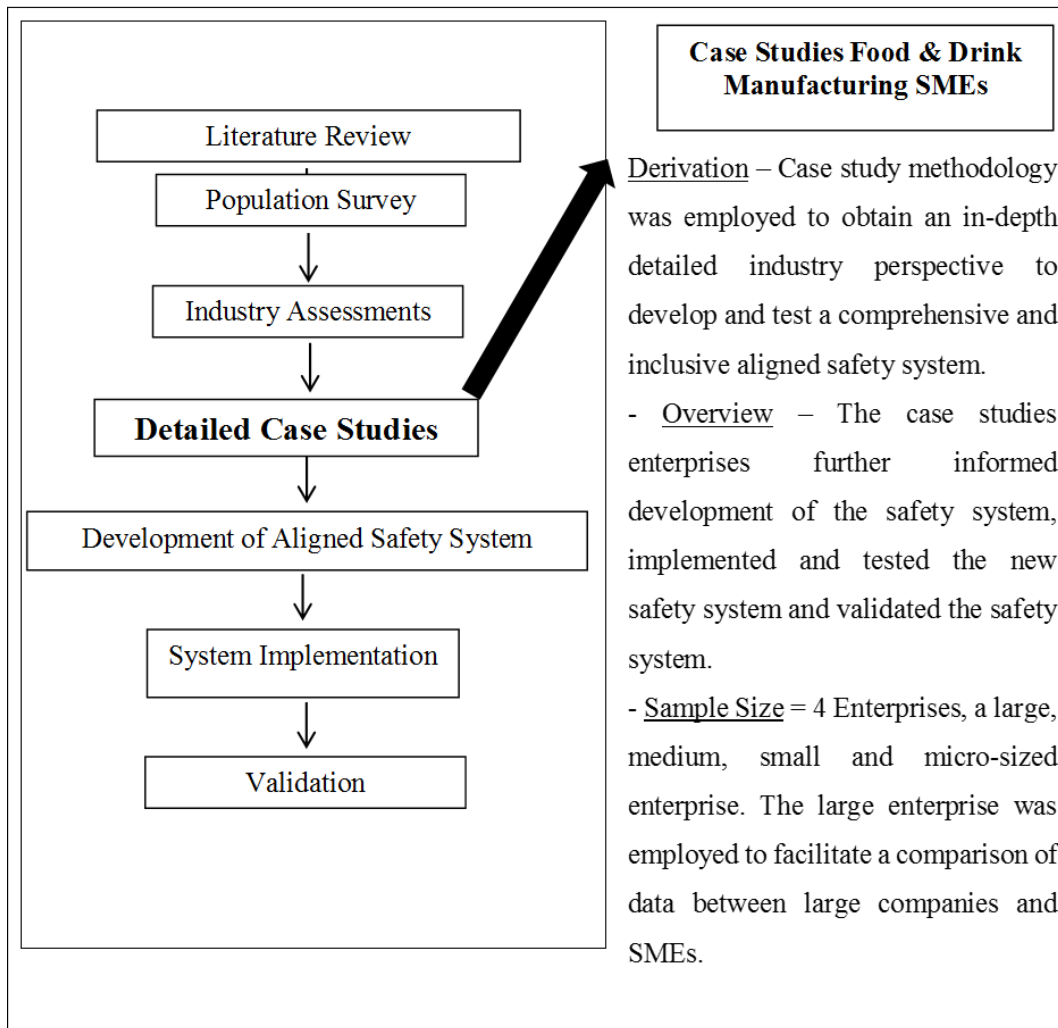 Literature Review
Population Survey
Industry Assessments
Detailed Case Studies
Development of Aligned Safety System
System Implementation
Validation
Case Studies Food & Drink
Manufacturing SMEs
Derivation – Case study methodology
was employed to obtain an in-depth
detailed industry perspective to
develop and test a comprehensive and
inclusive aligned safety system.
- Overview – The case studies
enterprises further informed
development of the safety system,
implemented and tested the new
safety system and validated the safety
system.
- Sample Size = 4 Enterprises, a large,
medium, small and micro-sized
enterprise. The large enterprise was
employed to facilitate a comparison of
data between large companies and
SMEs.